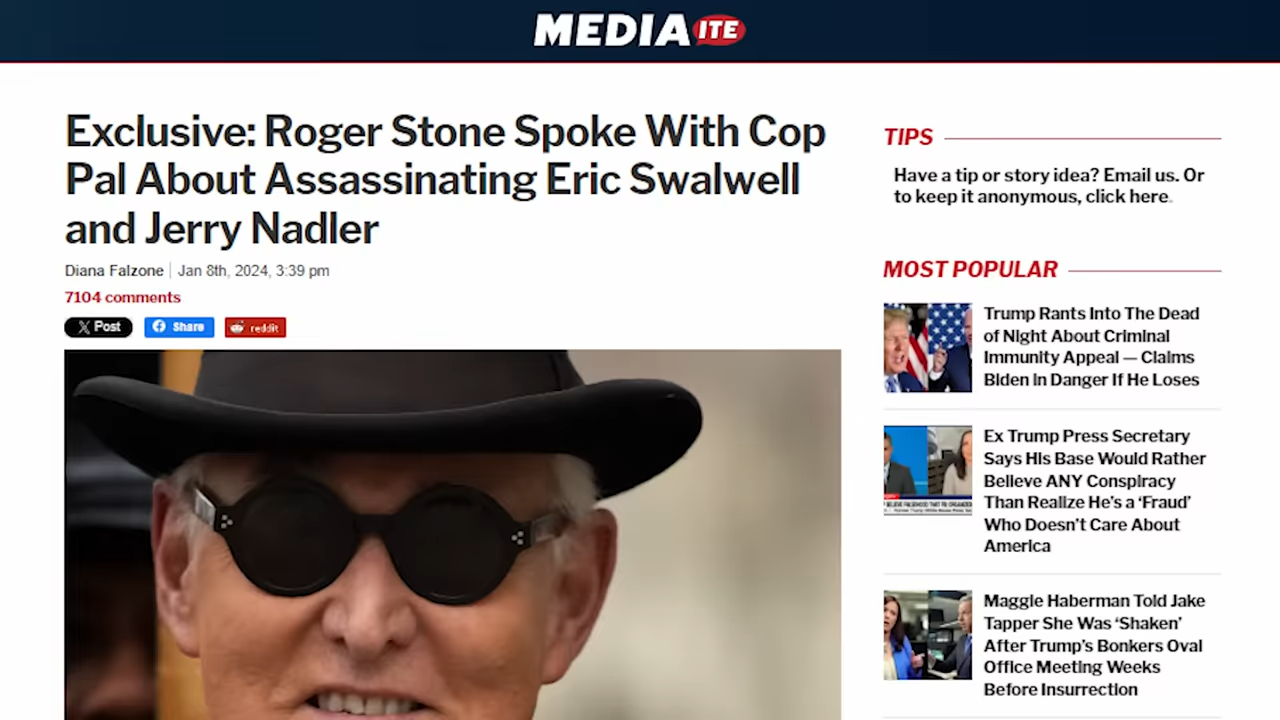 MEDIAITE
Exclusive: Roger Stone Spoke With Cop
Pal About Assassinating Eric Swalwell
and Jerry Nadler
Diana Falzone | Jan 8th, 2024, 3:39 pm
7104 comments
X Post
Share
reddit
TIPS
Have a tip or story idea? Email us. Or
to keep it anonymous, click here.
MOST POPULAR
Trump Rants Into The Dead
of Night About Criminal
Immunity Appeal — Claims
Biden In Danger If He Loses
Ex Trump Press Secretary
Says His Base Would Rather
Believe ANY Conspiracy
Than Realize He's a ‘Fraud’
Who Doesn't Care About
America
Maggie Haberman Told Jake
Tapper She Was ‘Shaken’
After Trump's Bonkers Oval
Office Meeting Weeks
Before Insurrection